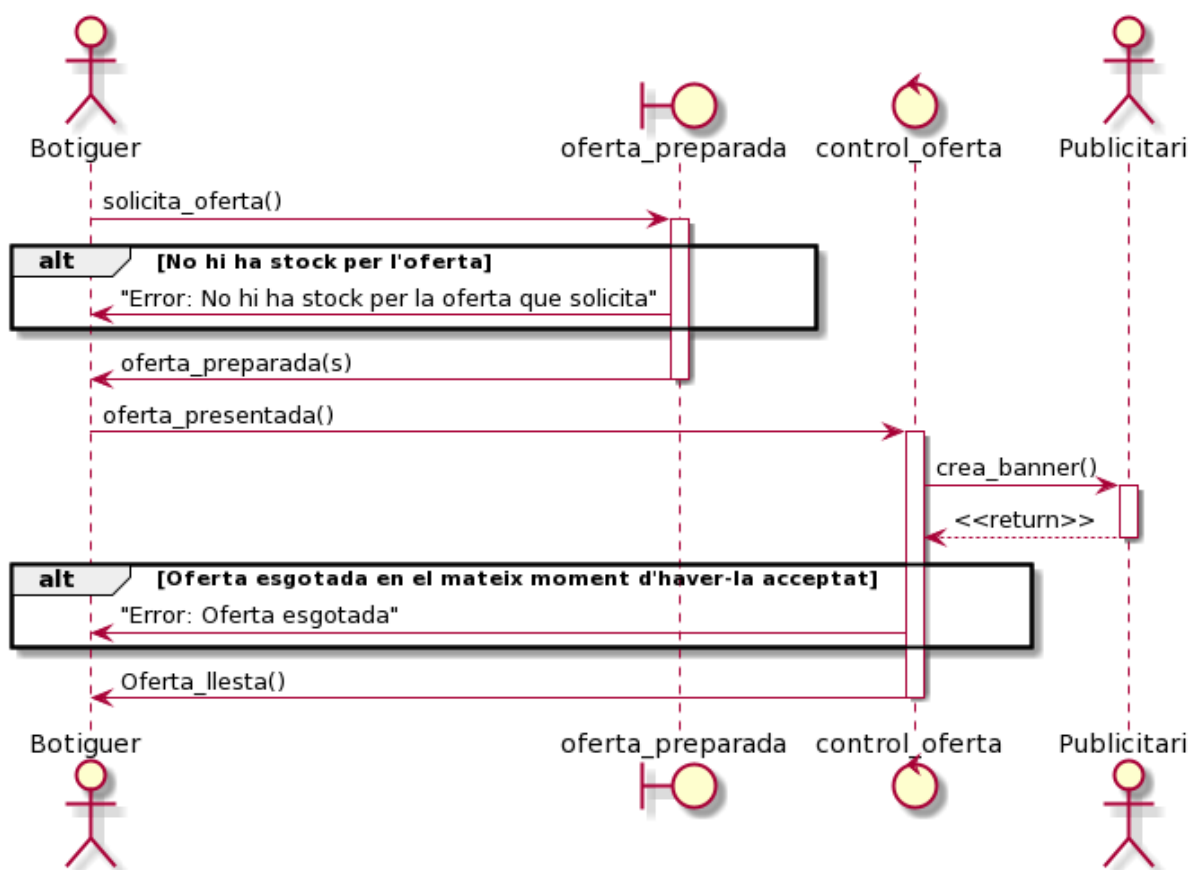 Botiguer
oferta_preparada
control_oferta
Publicitari
solicita_oferta()
alt
[No hi ha stock per l'oferta]
"Error: No hi ha stock per la oferta que solicita"
oferta_preparada(s)
oferta_presentada()
crea_banner()
<<return>>
alt
[Oferta esgotada en el mateix moment d'haver-la acceptat]
"Error: Oferta esgotada"
Oferta_llesta()
Botiguer
oferta_preparada
control_oferta
Publicitari